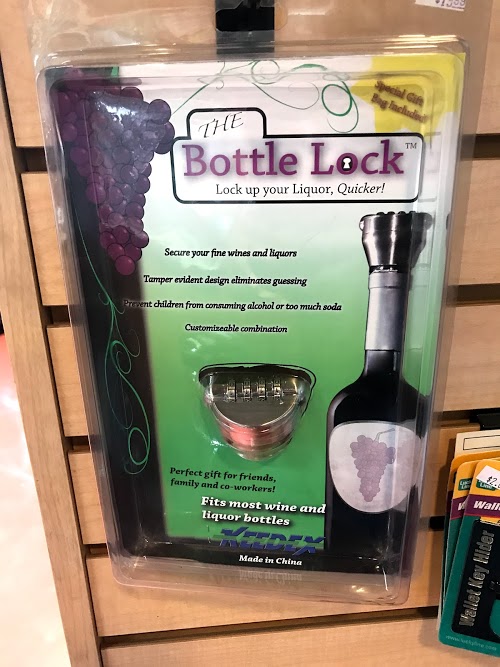 Special Gift
Bag Included!
THE
Bottle Lock™
Lock up your Liquor, Quicker!
Secure your fine wines and liquors
Tamper evident design eliminates guessing
Prevent children from consuming alcohol or too much soda
Customizeable combination
Perfect gift for friends,
family and co-workers!
Fits most wine and
liquor bottles
KEEDEX
Made in China
Wallet Key Hider